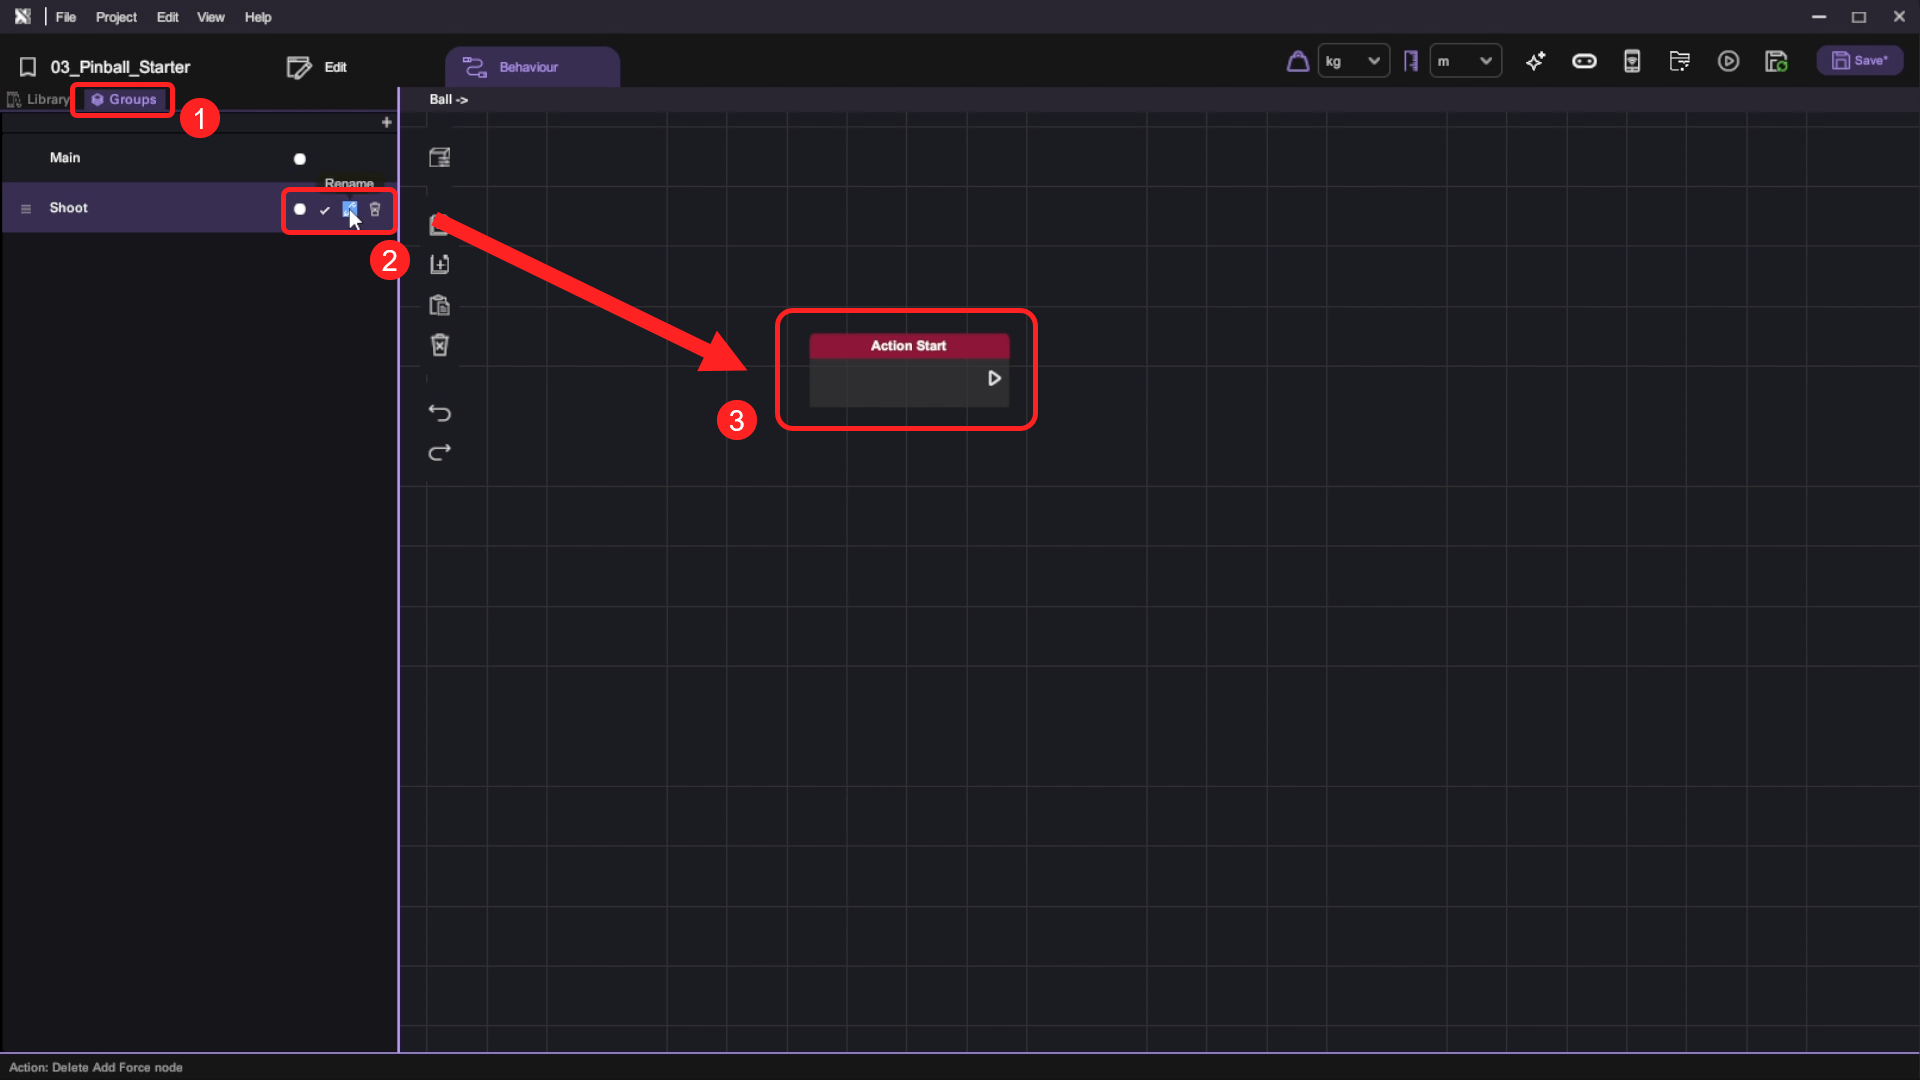 File Project Edit View Help
03_Pinball_Starter
Edit
Behaviour
kg
m
Save*
Library
Groups
1
Ball ->
+
Main
Rename
Shoot
2
Action Start
3
Action: Delete Add Force node